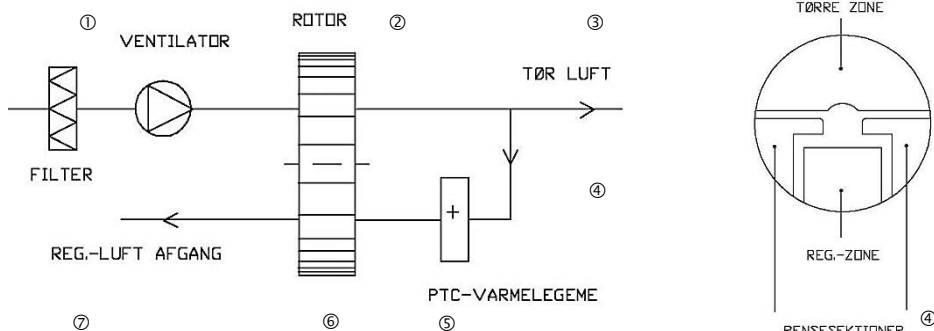 ① ROTOR ② ③
VENTILATOR
TØR LUFT
FILTER
④
REG.-LUFT AFGANG
+
PTC-VARMELEGEME
⑦ ⑥ ⑤
TØRRE ZONE
REG.-ZONE
RENSESEKTIONER ④